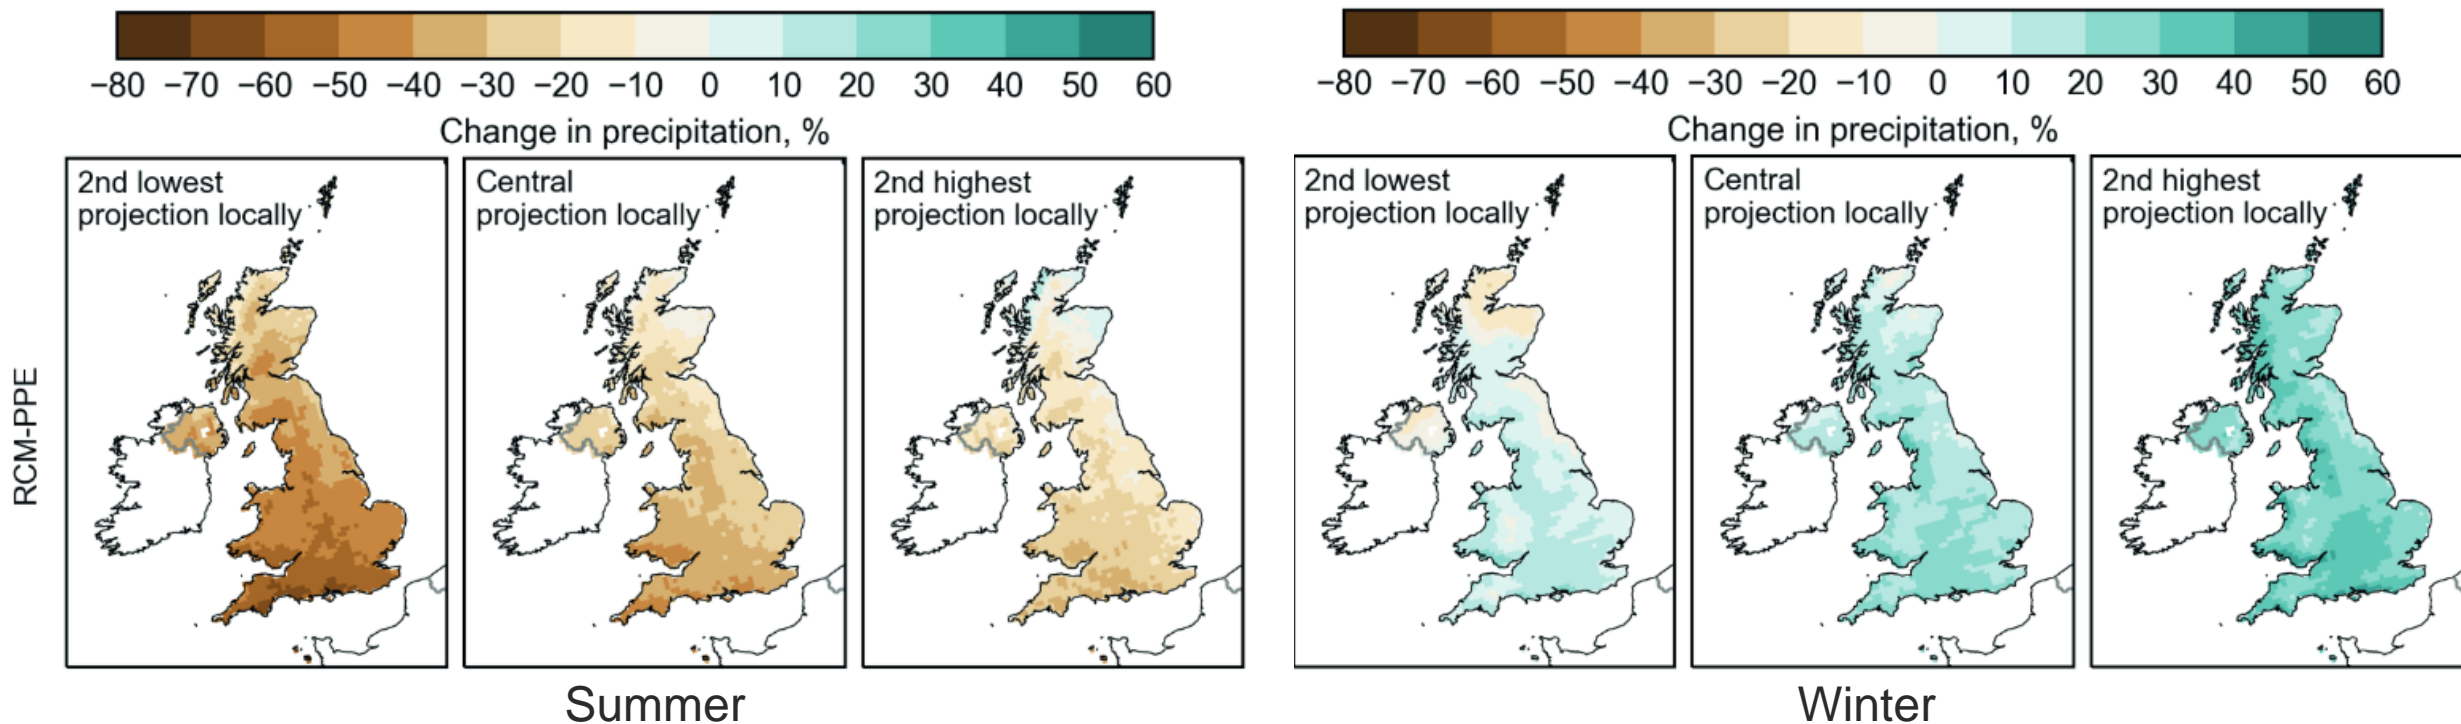 −80 −70 −60 −50 −40 −30 −20 −10 0 10 20 30 40 50 60
Change in precipitation, %
2nd lowest
projection locally
Central
projection locally
2nd highest
projection locally
RCM-PPE
Summer
−80 −70 −60 −50 −40 −30 −20 −10 0 10 20 30 40 50 60
Change in precipitation, %
2nd lowest
projection locally
Central
projection locally
2nd highest
projection locally
Winter